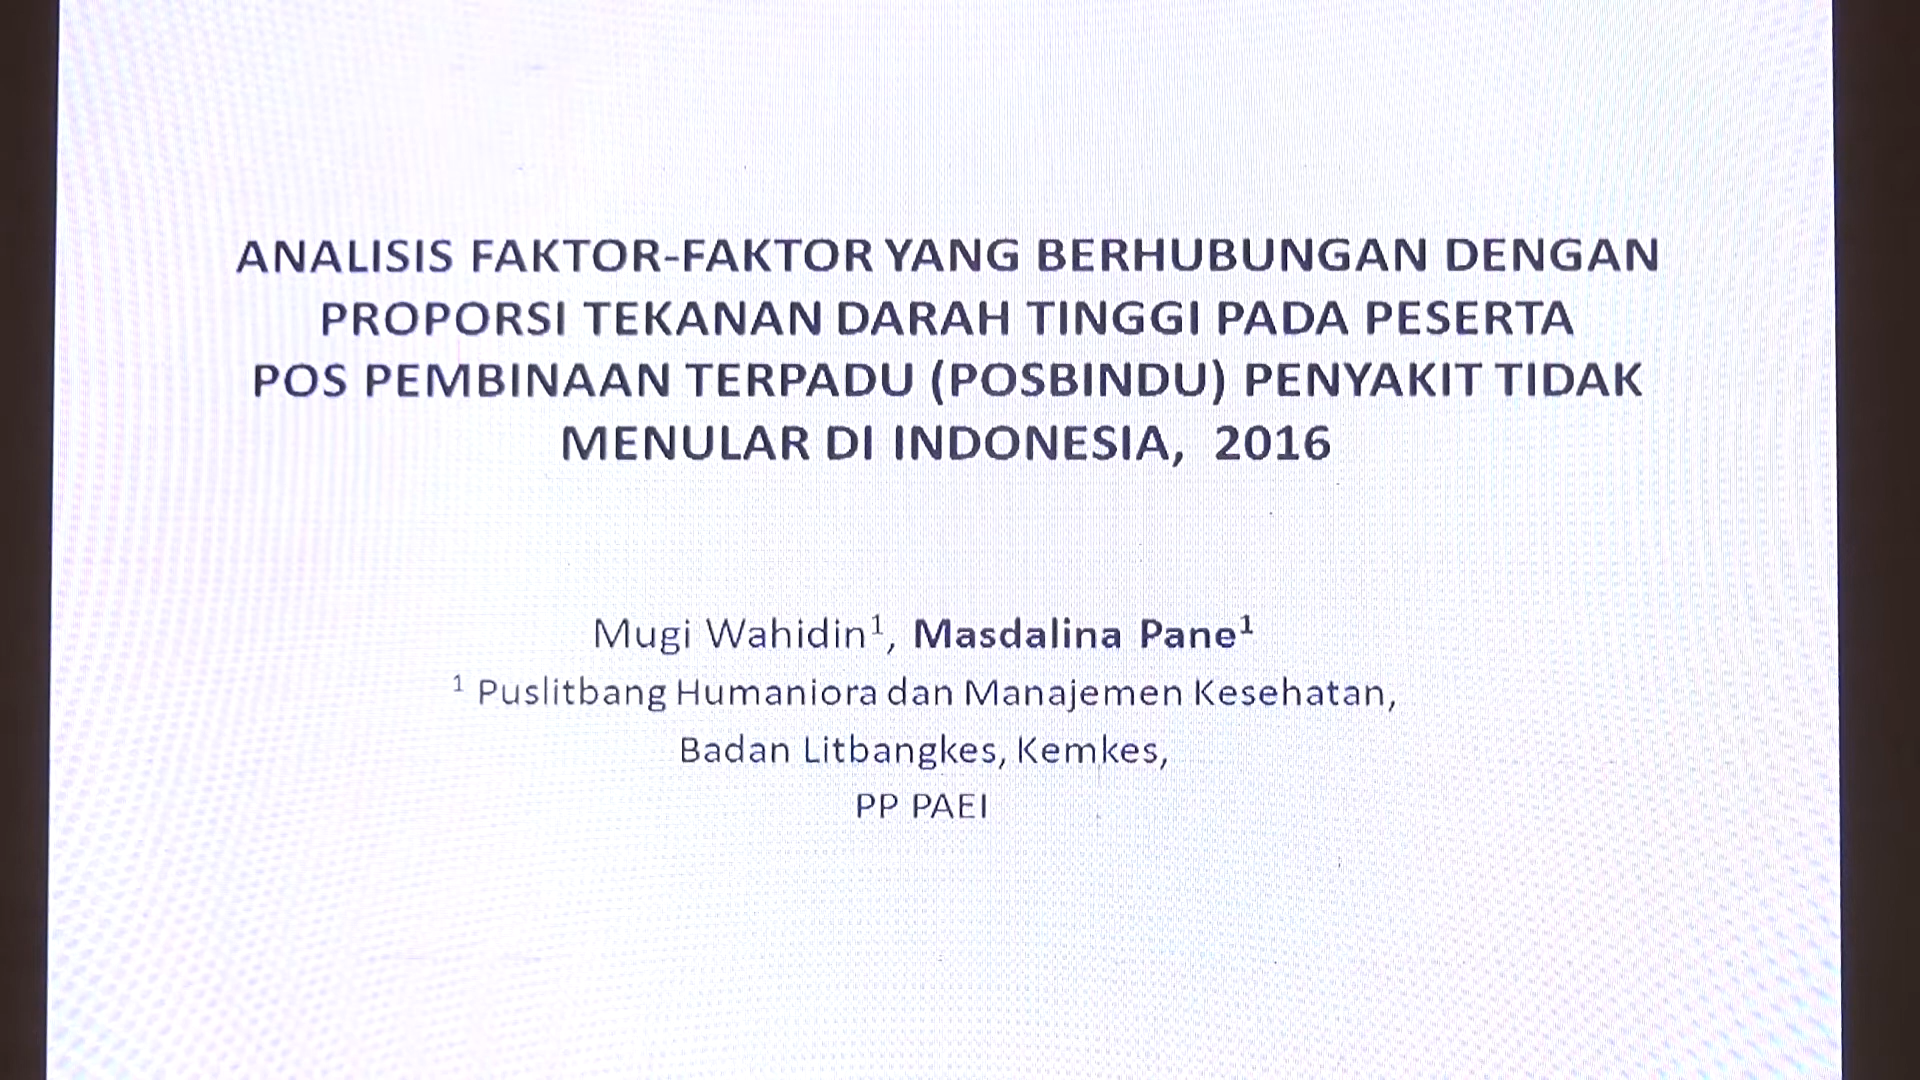 ANALISIS FAKTOR-FAKTOR YANG BERHUBUNGAN DENGAN
PROPORSI TEKANAN DARAH TINGGI PADA PESERTA
POS PEMBINAAN TERPADU (POSBINDU) PENYAKIT TIDAK
MENULAR DI INDONESIA, 2016
Mugi Wahidin¹, Masdalina Pane¹
¹ Puslitbang Humaniora dan Manajemen Kesehatan,
Badan Litbangkes, Kemkes,
PP PAEI